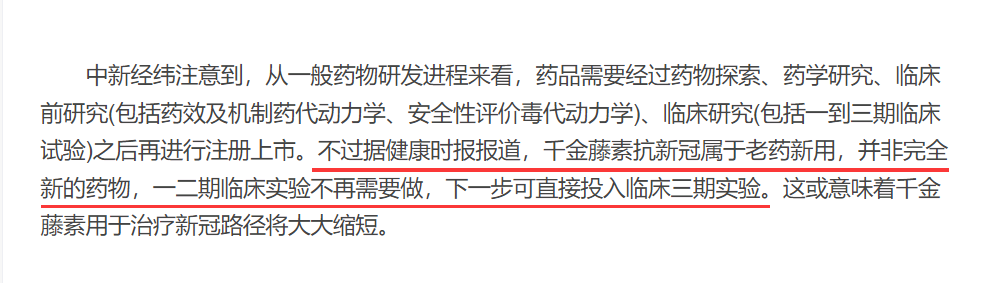 中新经纬注意到，从一般药物研发进程来看，药品需要经过药物探索、药学研究、临床
前研究(包括药效及机制药代动力学、安全性评价毒代动力学)、临床研究(包括一到三期临床
试验)之后再进行注册上市。不过据健康时报报道，千金藤素抗新冠属于老药新用，并非完全
新的药物，一二期临床实验不再需要做，下一步可直接投入临床三期实验。这或意味着千金
藤素用于治疗新冠路径将大大缩短。